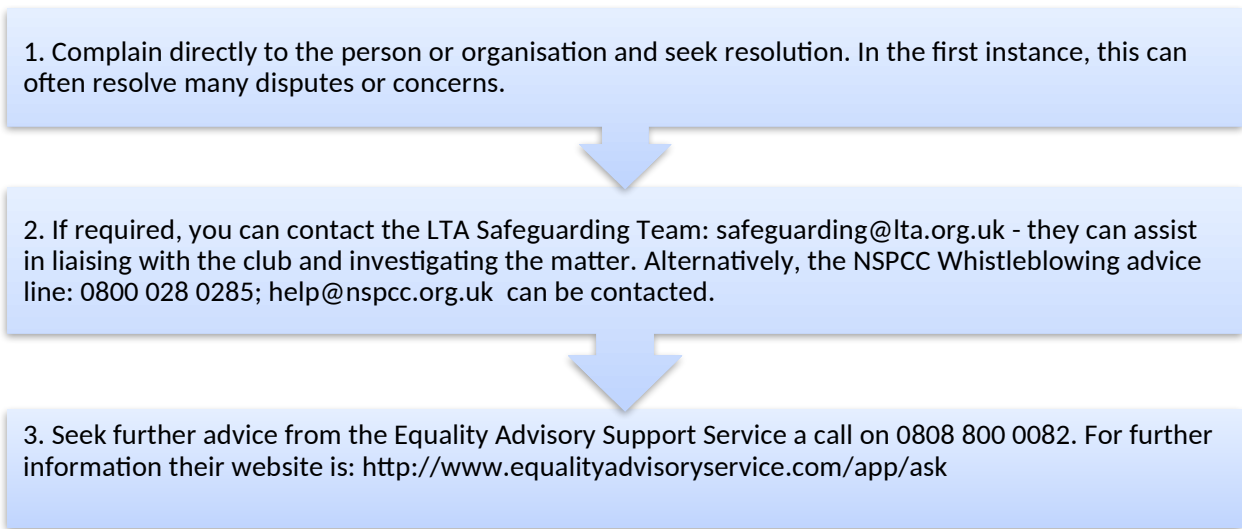 1. Complain directly to the person or organisation and seek resolution. In the first instance, this can
often resolve many disputes or concerns.
2. If required, you can contact the LTA Safeguarding Team: safeguarding@lta.org.uk - they can assist
in liaising with the club and investigating the matter. Alternatively, the NSPCC Whistleblowing advice
line: 0800 028 0285; help@nspcc.org.uk  can be contacted.
3. Seek further advice from the Equality Advisory Support Service a call on 0808 800 0082. For further
information their website is: http://www.equalityadvisoryservice.com/app/ask